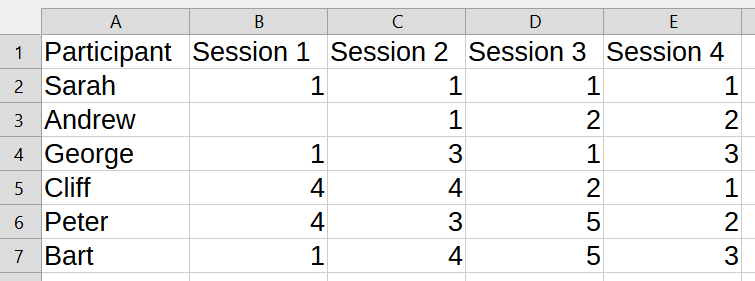 A B C D E
1 Participant Session 1 Session 2 Session 3 Session 4
2 Sarah 1 1 1 1
3 Andrew 1 2 2
4 George 1 3 1 3
5 Cliff 4 4 2 1
6 Peter 4 3 5 2
7 Bart 1 4 5 3